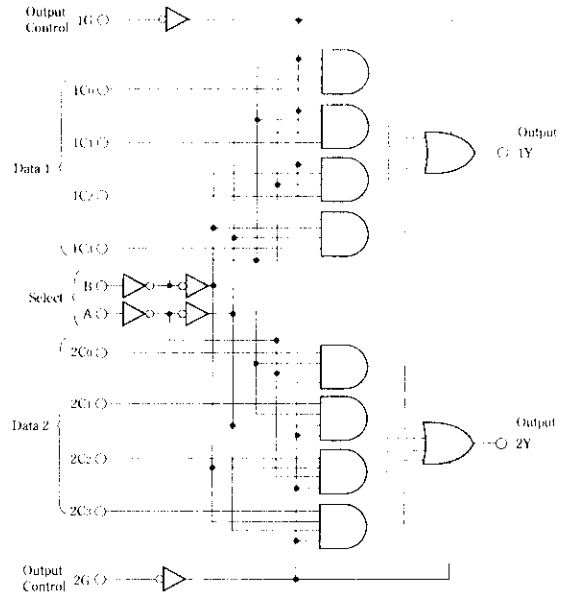 Output
Control 1G
1C0
Data 1
1C1
1C2
1C3
Output
1Y
Select
B
A
2C0
2C1
Data 2
2C2
2C3
Output
2Y
Output
Control 2G